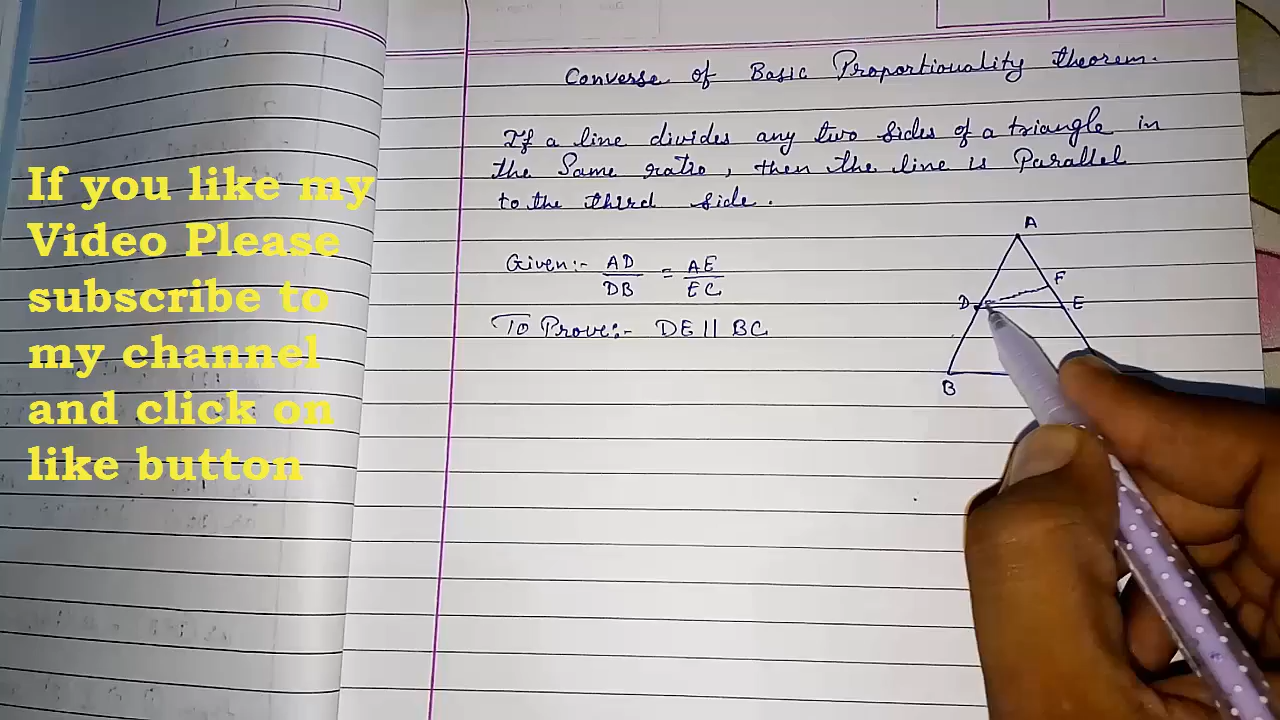 Converse of Basic Proportionality theorem.
If a line divides any two sides of a triangle in
the Same ratio, then the line is Parallel
to the third side.
Given:- AD/DB = AE/EC
To Prove:- DE || BC
A
F
D
E
B
If you like my
Video Please
subscribe to
my channel
and click on
like button